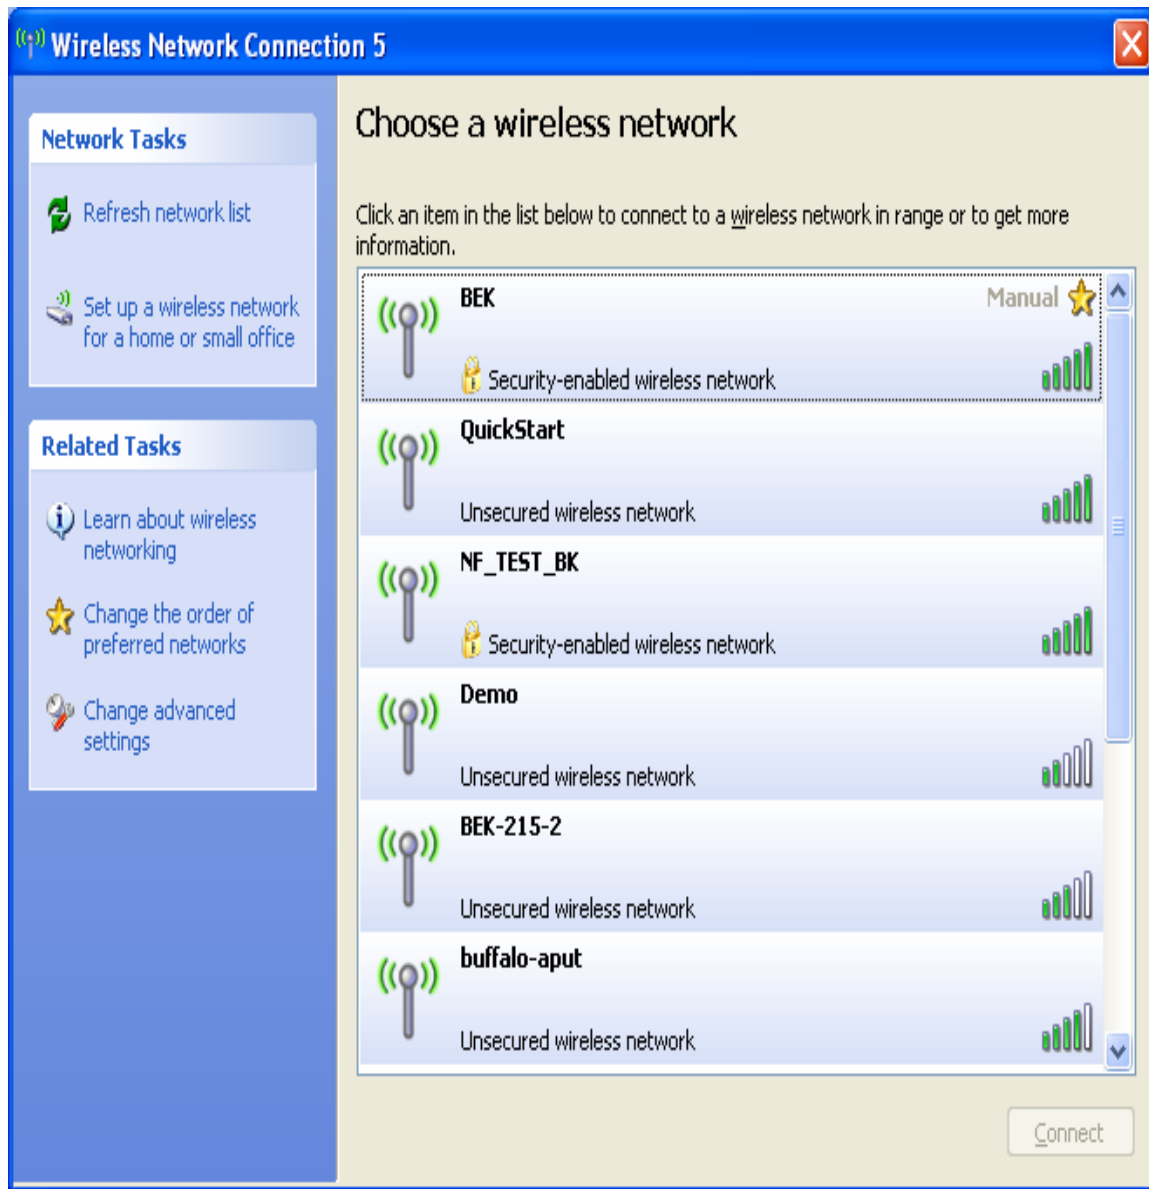 Wireless Network Connection 5
Network Tasks
Refresh network list
Set up a wireless network
for a home or small office
Related Tasks
Learn about wireless
networking
Change the order of
preferred networks
Change advanced
settings
Choose a wireless network
Click an item in the list below to connect to a wireless network in range or to get more
information.
BEK
Manual
Security-enabled wireless network
QuickStart
Unsecured wireless network
NF_TEST_BK
Security-enabled wireless network
Demo
Unsecured wireless network
BEK-215-2
Unsecured wireless network
buffalo-aput
Unsecured wireless network
Connect